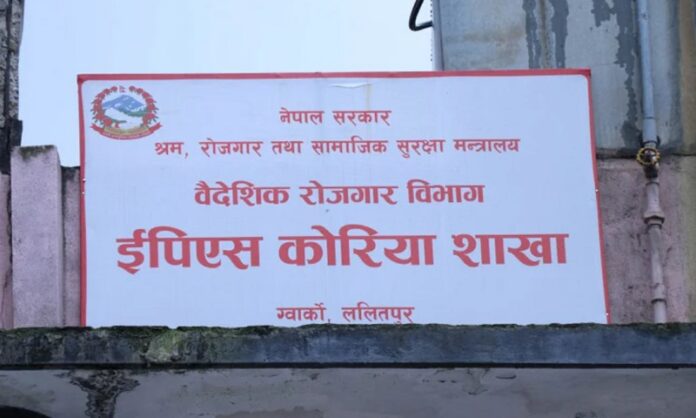 नेपाल सरकार
श्रम, रोजगार तथा सामाजिक सुरक्षा मन्त्रालय
वैदेशिक रोजगार विभाग
ईपिएस कोरिया शाखा
ग्वार्को, ललितपुर